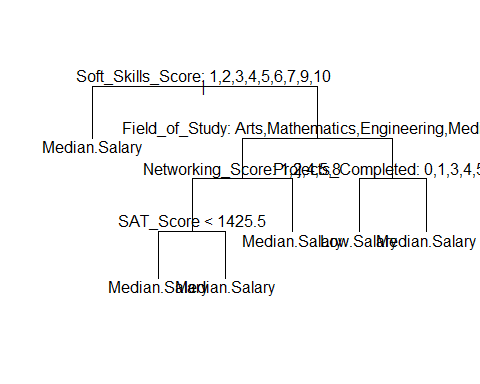 Soft_Skills_Score: 1,2,3,4,5,6,7,9,10
Field_of_Study: Arts,Mathematics,Engineering,Med
Median.Salary
Networking_Score: 1,2,4,5,8
Projects_Completed: 0,1,3,4,5
SAT_Score < 1425.5
Median.Salary
Low.Salary
Median.Salary
Median.Salary
Median.Salary